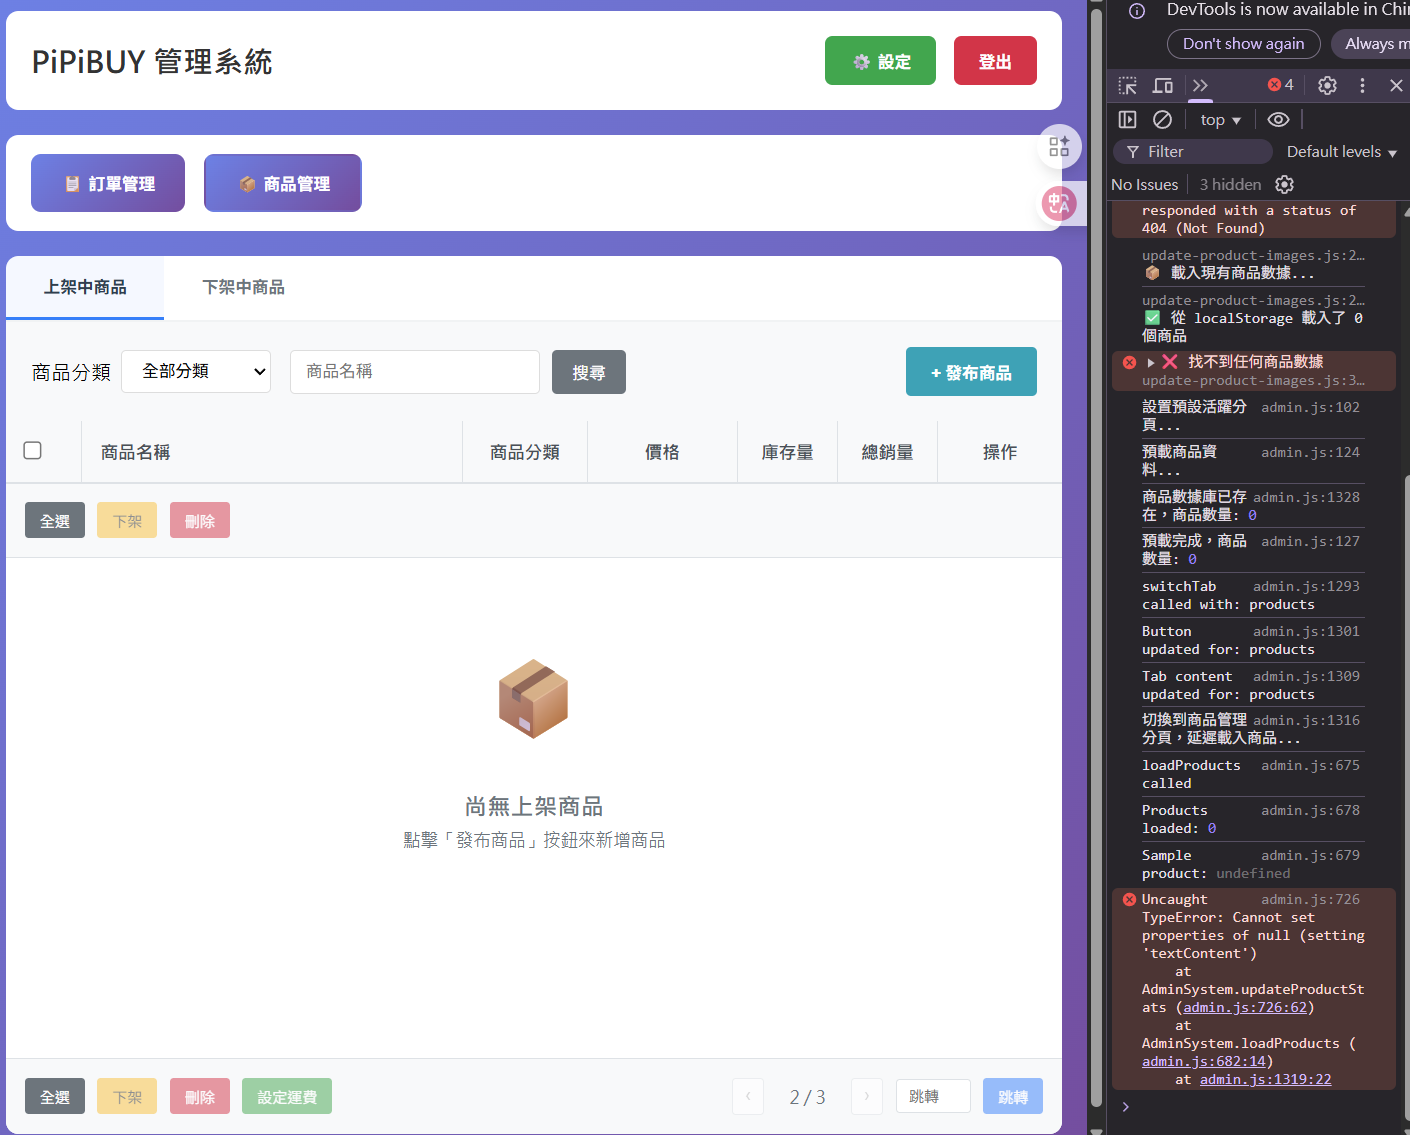 PiPiBUY 管理系統
⚙️ 設定
登出
📋 訂單管理
📦 商品管理
上架中商品
下架中商品
商品分類
全部分類
商品名稱
搜尋
+ 發布商品
商品名稱
商品分類
價格
庫存量
總銷量
操作
全選
下架
刪除
尚無上架商品
點擊「發布商品」按鈕來新增商品
全選
下架
刪除
設定運費
‹
2 / 3
›
跳轉
跳轉
DevTools is now available in Chi
Don't show again
Always m
4
top
Filter
Default levels
No Issues
3 hidden
responded with a status of
404 (Not Found)
update-product-images.js:2…
📦 載入現有商品數據...
update-product-images.js:2…
✅ 從 localStorage 載入了 0
個商品
❌ 找不到任何商品數據
update-product-images.js:3…
設置預設活躍分 admin.js:102
頁...
預載商品資 admin.js:124
料...
商品數據庫已存 admin.js:1328
在，商品數量: 0
預載完成，商品 admin.js:127
數量: 0
switchTab admin.js:1293
called with: products
Button admin.js:1301
updated for: products
Tab content admin.js:1309
updated for: products
切換到商品管理 admin.js:1316
分頁，延遲載入商品...
loadProducts admin.js:675
called
Products admin.js:678
loaded: 0
Sample admin.js:679
product: undefined
Uncaught admin.js:726
TypeError: Cannot set
properties of null (setting
'textContent')
at
AdminSystem.updateProductSt
ats (admin.js:726:62)
at
AdminSystem.loadProducts (
admin.js:682:14)
at admin.js:1319:22